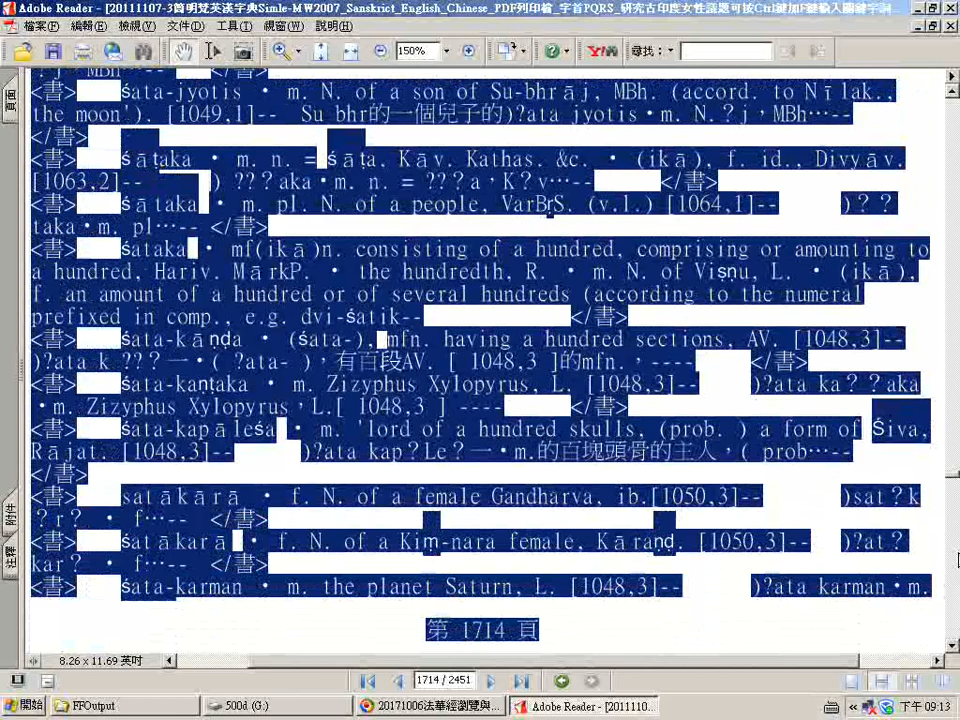 Adobe Reader - [20111107-3簡明梵英漢字典Simle-MW2007_Sanskrict_English_Chinese_PDF列印檔_字首PQRS_研究古印度女性議題可按Ctrl鍵加F鍵輸入關鍵字詞
檔案(F) 編輯(E) 檢視(V) 文件(D) 工具(T) 視窗(W) 說明(H)
150% Y! 尋找：
頁面
附件
註釋
? j, MBh… -- </書>
<書> śata-jyotis • m. N. of a son of Su-bhrāj, MBh. (accord. to Nīlak.,
the moon'). [1049,1]-- Su bhr的一個兒子的)?ata jyotis•m. N.？j，MBh…--
</書>
<書> śāṭaka • m. n. = śāṭa, Kāv. Kathas. &c. • (ikā), f. id., Divyāv.
[1063,2]-- ) ???aka•m. n. = ???a，K?v…-- </書>
<書> śātaka • m. pl. N. of a people, VarBṛS. (v.l.) [1064,1]-- )??
taka•m. pl…-- </書>
<書> śataka • mf(ikā)n. consisting of a hundred, comprising or amounting to
a hundred, Hariv. MārkP. • the hundredth, R. • m. N. of Viṣṇu, L. • (ikā),
f. an amount of a hundred or of several hundreds (according to the numeral
prefixed in comp., e.g. dvi-śatik-- </書>
<書> śata-kāṇḍa • (śata-), mfn. having a hundred sections, AV. [1048,3]--
)?ata k ???一•( ?ata- )，有百段AV. [ 1048,3 ]的mfn.，---- </書>
<書> śata-kaṇṭaka • m. Zizyphus Xylopyrus, L. [1048,3]-- )?ata ka??aka
•m. Zizyphus Xylopyrus，L.[ 1048,3 ] ---- </書>
<書> śata-kapāleśa • m. 'lord of a hundred skulls, (prob. ) a form of Śiva,
Rājat. [1048,3]-- )?ata kap?Le?一•m.的百塊頭骨的主人，( prob…--
</書>
<書> satākārā • f. N. of a female Gandharva, ib.[1050,3]-- )sat?k
?r? • f…-- </書>
<書> śatākarā • f. N. of a Kiṃ-nara female, Kāraṇḍ. [1050,3]-- )?at?
kar? • f…-- </書>
<書> śata-karman • m. the planet Saturn, L. [1048,3]-- )?ata karman•m.
第 1714 頁
8.26 x 11.69 英吋
1714 / 2451
開始 FFOutput 500d (G:) 20171006法華經瀏覽與... Adobe Reader - [2011110... 下午 09:13